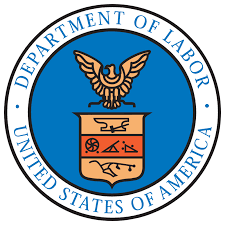 DEPARTMENT OF LABOR
UNITED STATES OF AMERICA